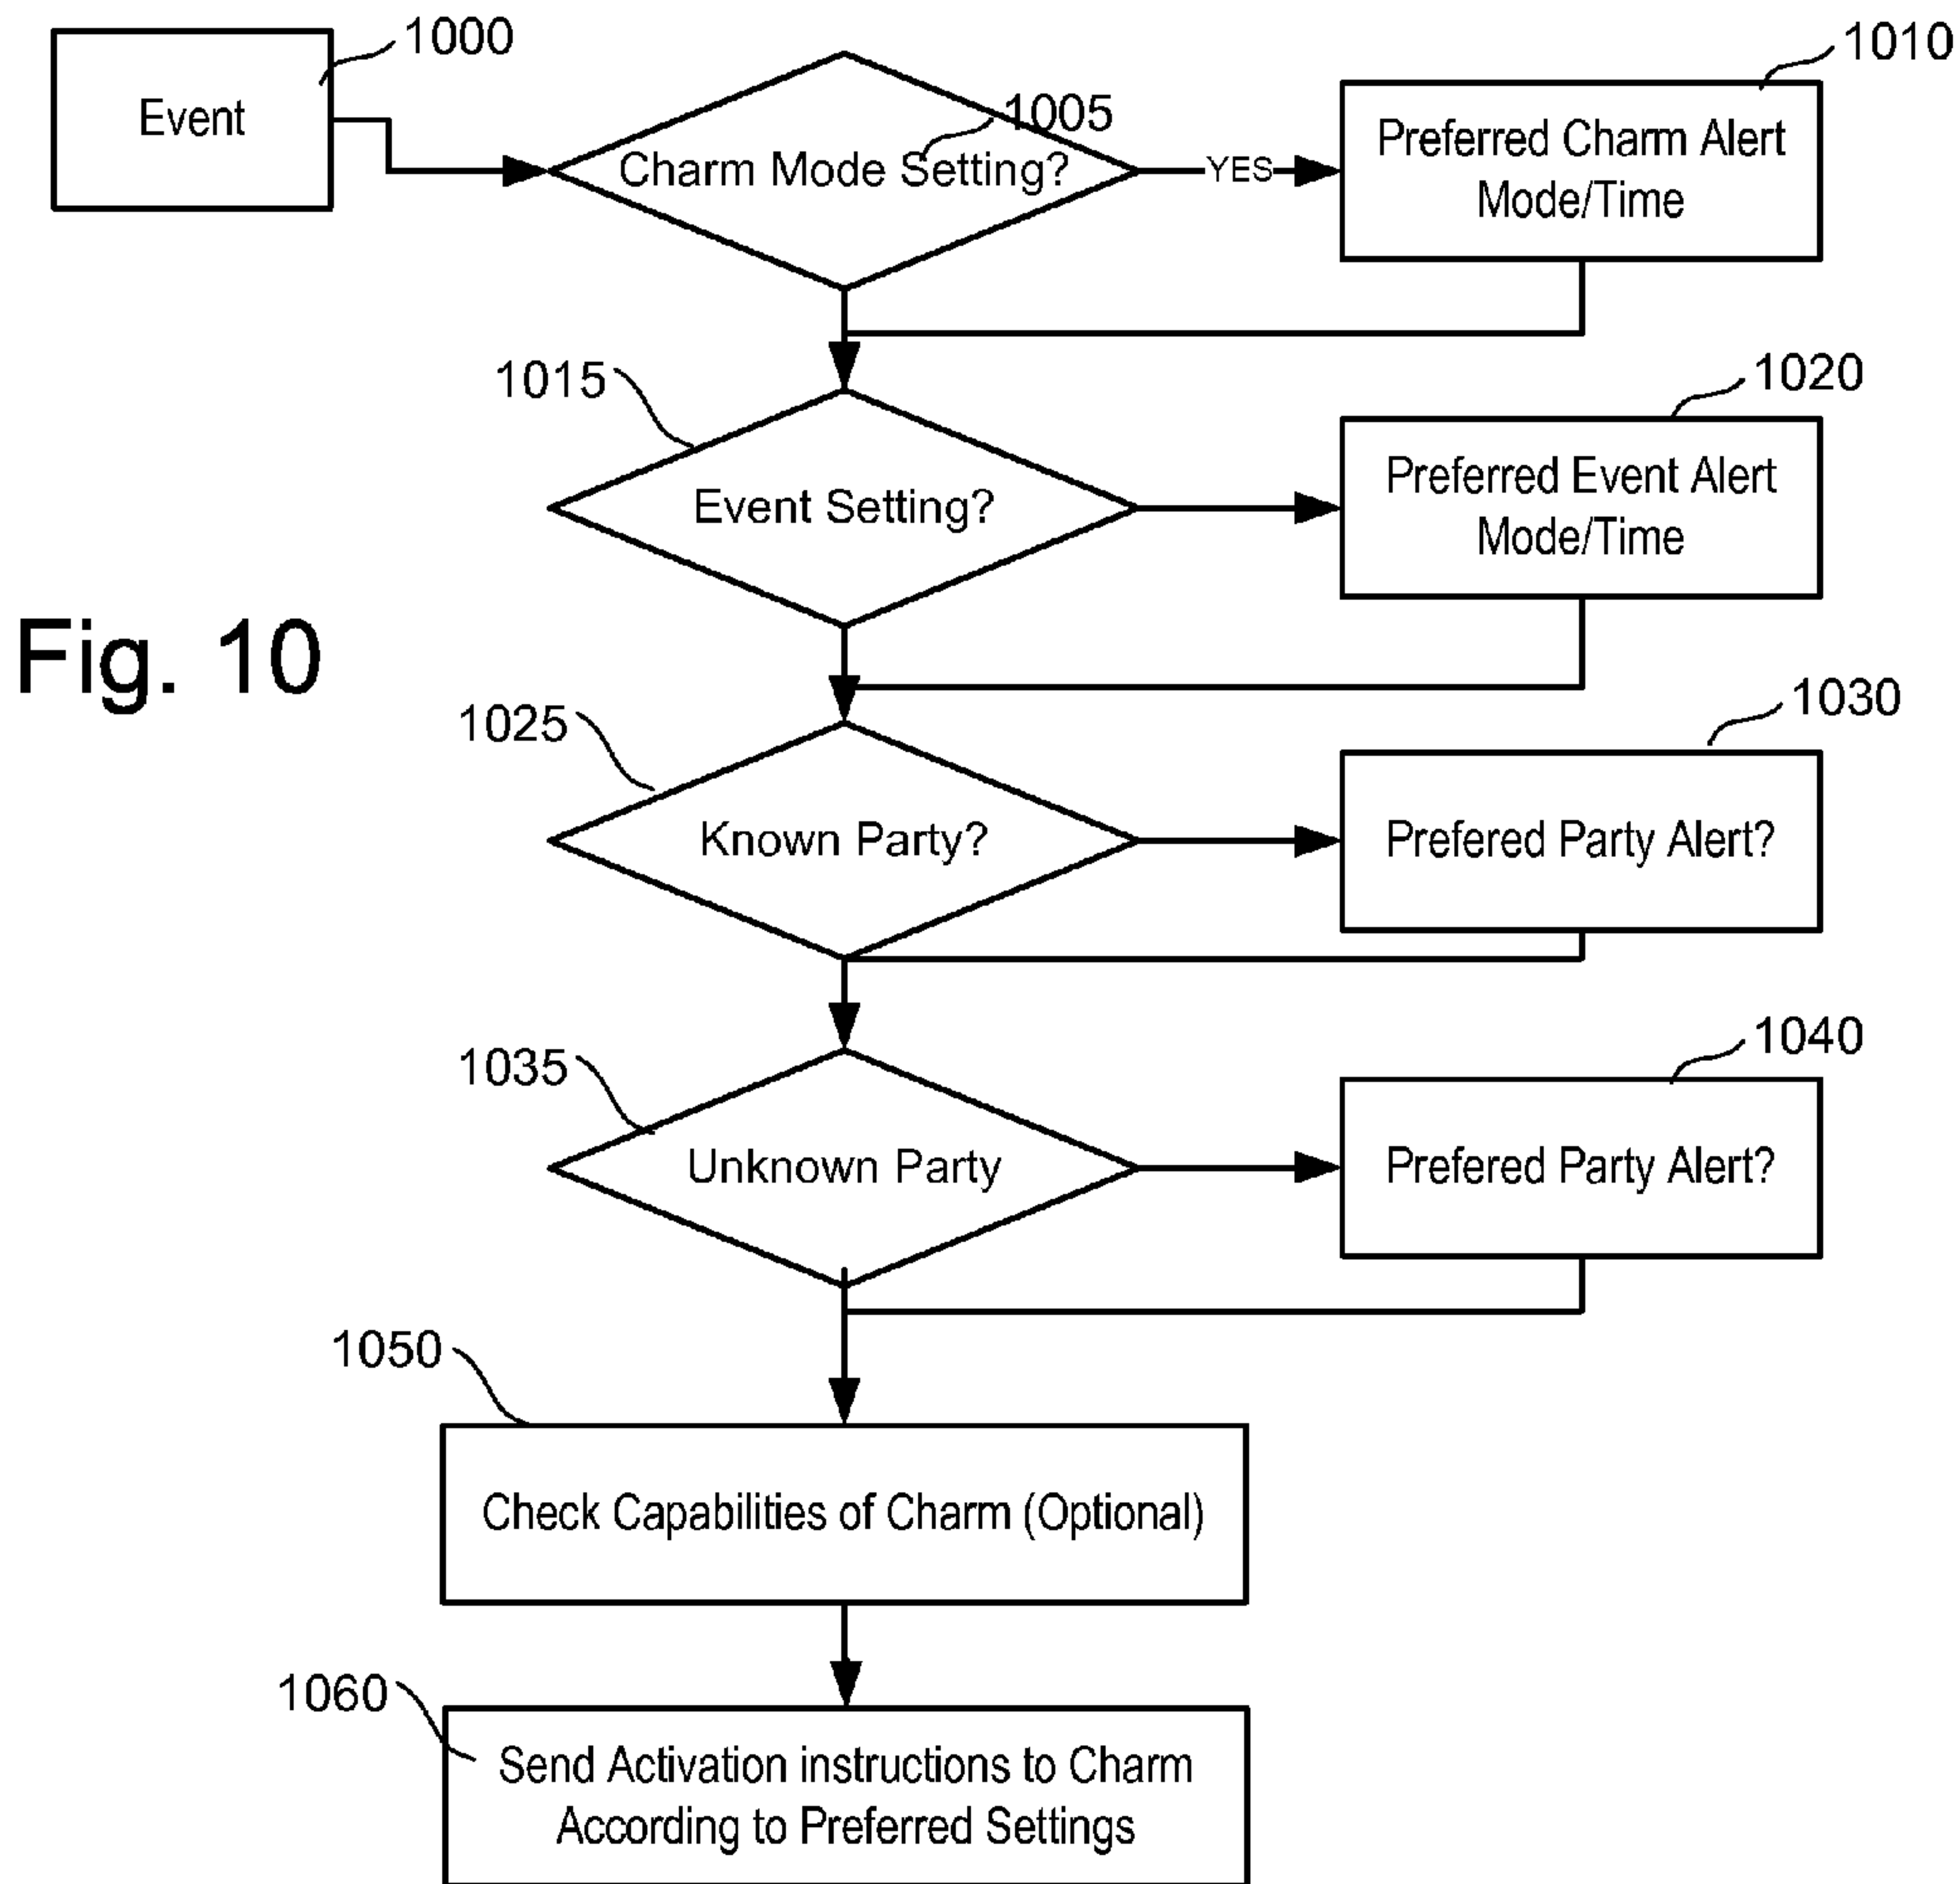 1000
Event
1005
Charm Mode Setting?
YES
1010
Preferred Charm Alert
Mode/Time
1015
Event Setting?
1020
Preferred Event Alert
Mode/Time
Fig. 10
1025
Known Party?
1030
Prefered Party Alert?
1035
Unknown Party
1040
Prefered Party Alert?
1050
Check Capabilities of Charm (Optional)
1060
Send Activation instructions to Charm
According to Preferred Settings